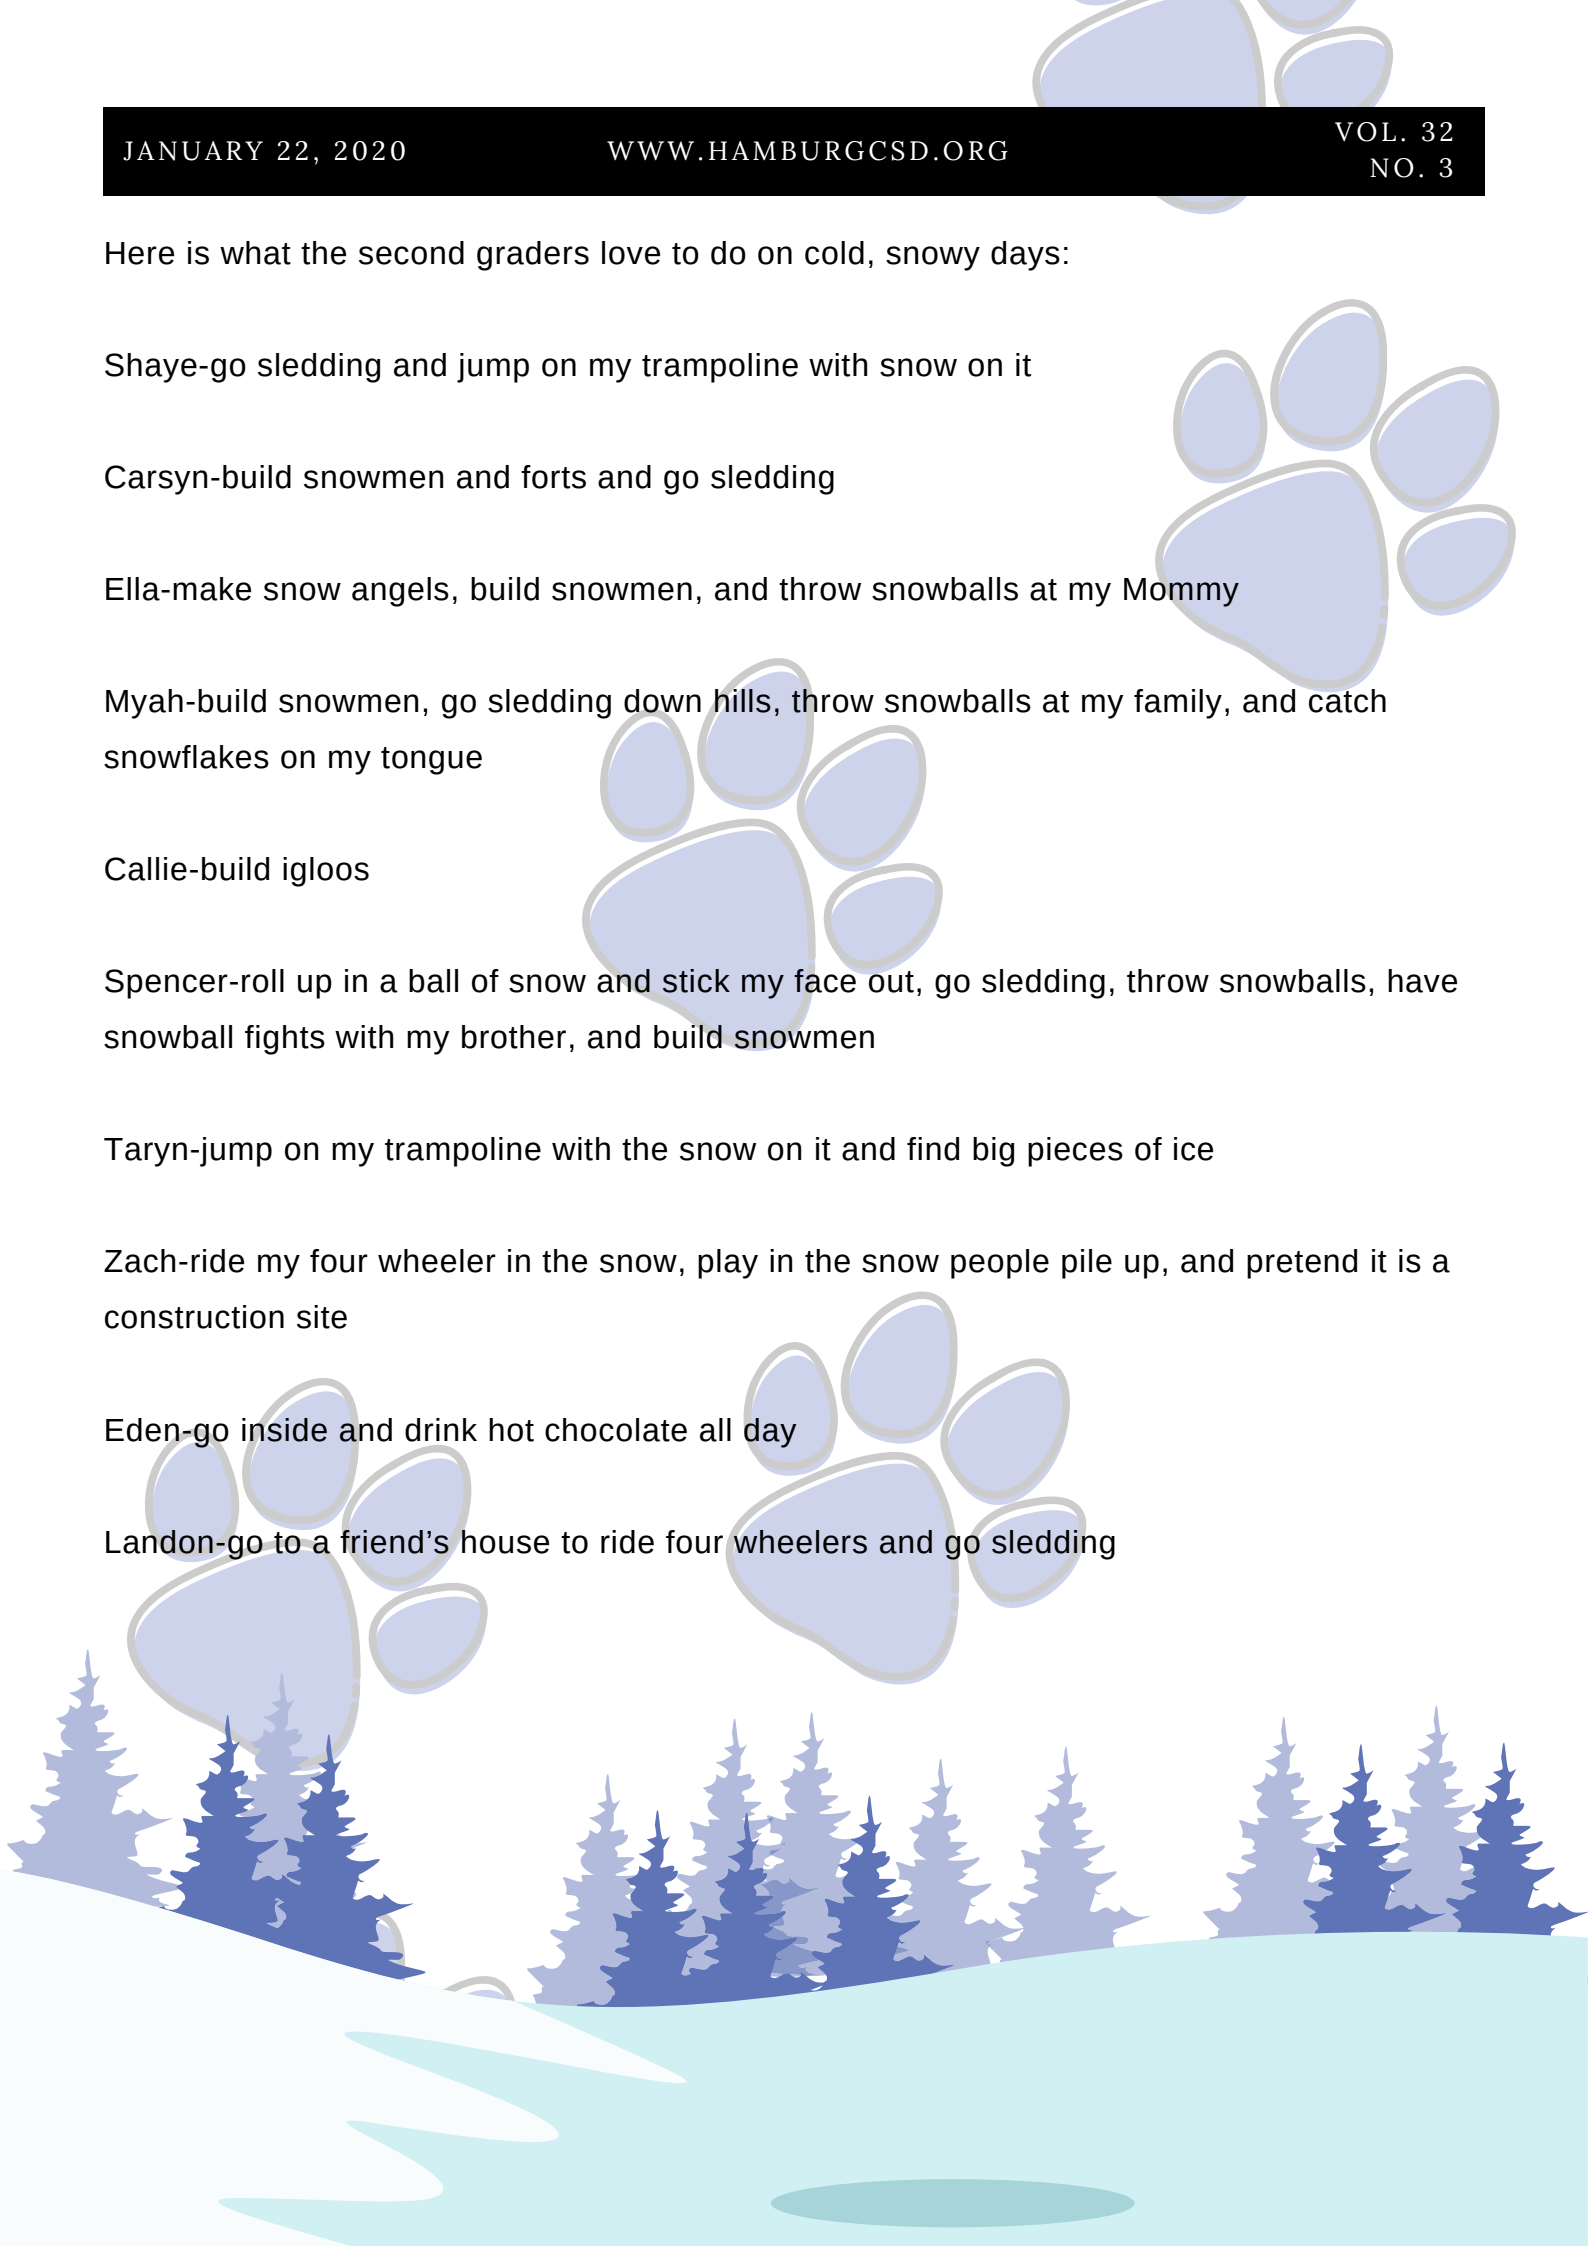 JANUARY 22, 2020
WWW.HAMBURGCSD.ORG
VOL. 32
NO. 3
Here is what the second graders love to do on cold, snowy days:
Shaye-go sledding and jump on my trampoline with snow on it
Carsyn-build snowmen and forts and go sledding
Ella-make snow angels, build snowmen, and throw snowballs at my Mommy
Myah-build snowmen, go sledding down hills, throw snowballs at my family, and catch
snowflakes on my tongue
Callie-build igloos
Spencer-roll up in a ball of snow and stick my face out, go sledding, throw snowballs, have
snowball fights with my brother, and build snowmen
Taryn-jump on my trampoline with the snow on it and find big pieces of ice
Zach-ride my four wheeler in the snow, play in the snow people pile up, and pretend it is a
construction site
Eden-go inside and drink hot chocolate all day
Landon-go to a friend’s house to ride four wheelers and go sledding